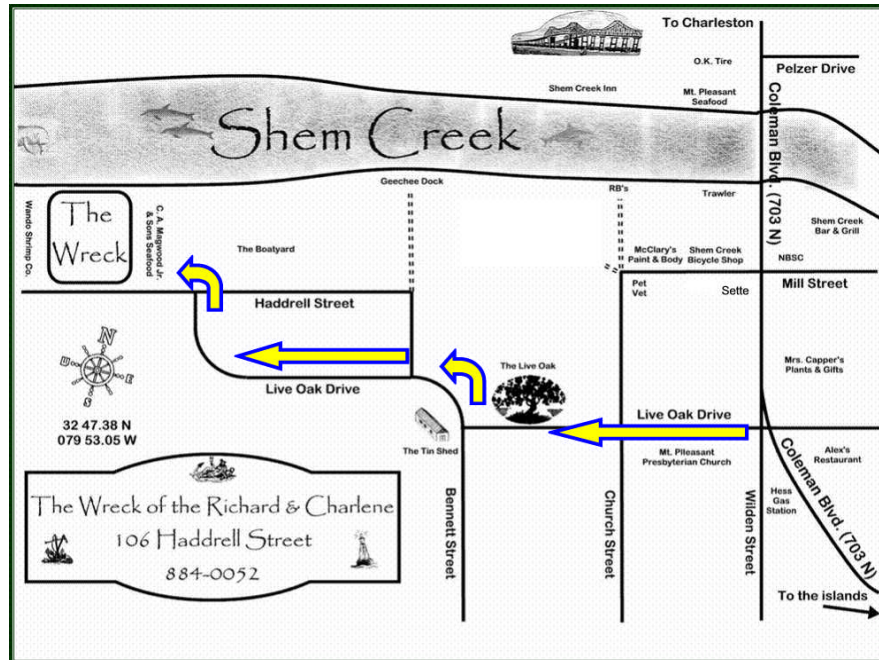 To Charleston
O.K. Tire
Pelzer Drive
Shem Creek Inn
Mt. Pleasant
Seafood
Coleman Blvd. (703 N)
Shem Creek
Geechee Dock
RB's
Trawler
Wando Shrimp Co.
The
Wreck
C. A. Magwood Jr.
& Sons Seafood
The Boatyard
Shem Creek
Bar & Grill
McClary's
Paint & Body
Shem Creek
Bicycle Shop
NBSC
Haddrell Street
Pet
Vet
Sette
Mill Street
N
E
S
W
The Live Oak
Mrs. Capper's
Plants & Gifts
Live Oak Drive
Live Oak Drive
32 47.38 N
079 53.05 W
The Tin Shed
Mt. Plleasant
Presbyterian Church
Alex's
Restaurant
The Wreck of the Richard & Charlene
106 Haddrell Street
884-0052
Bennett Street
Church Street
Wilden Street
Hess
Gas
Station
Coleman Blvd. (703 N)
To the islands